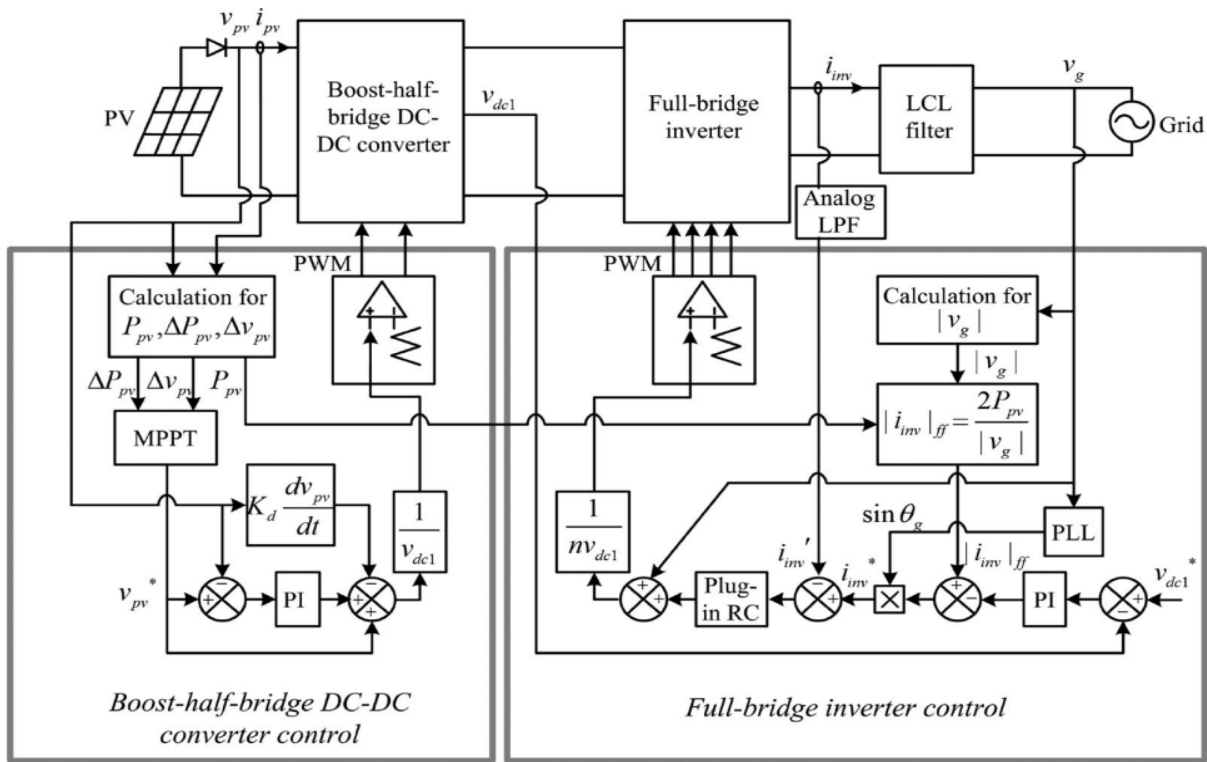 v_pv i_pv
PV
Boost-half-
bridge DC-
DC converter
v_dc1
Full-bridge
inverter
i_inv
LCL
filter
v_g
Grid
Analog
LPF
PWM
PWM
Calculation for
P_pv, ΔP_pv, Δv_pv
ΔP_pv Δv_pv P_pv
MPPT
K_d dv_pv/dt
1/v_dc1
v_pv*
PI
+ −
− + +
+ −
Boost-half-bridge DC-DC
converter control
+ −
Calculation for
|v_g|
|v_g|
|i_inv|_ff = 2P_pv/|v_g|
sin θ_g
PLL
1/nv_dc1
+ +
Plug-
in RC
i_inv'
− +
i_inv*
×
|i_inv|_ff
+ −
PI
v_dc1*
− +
Full-bridge inverter control